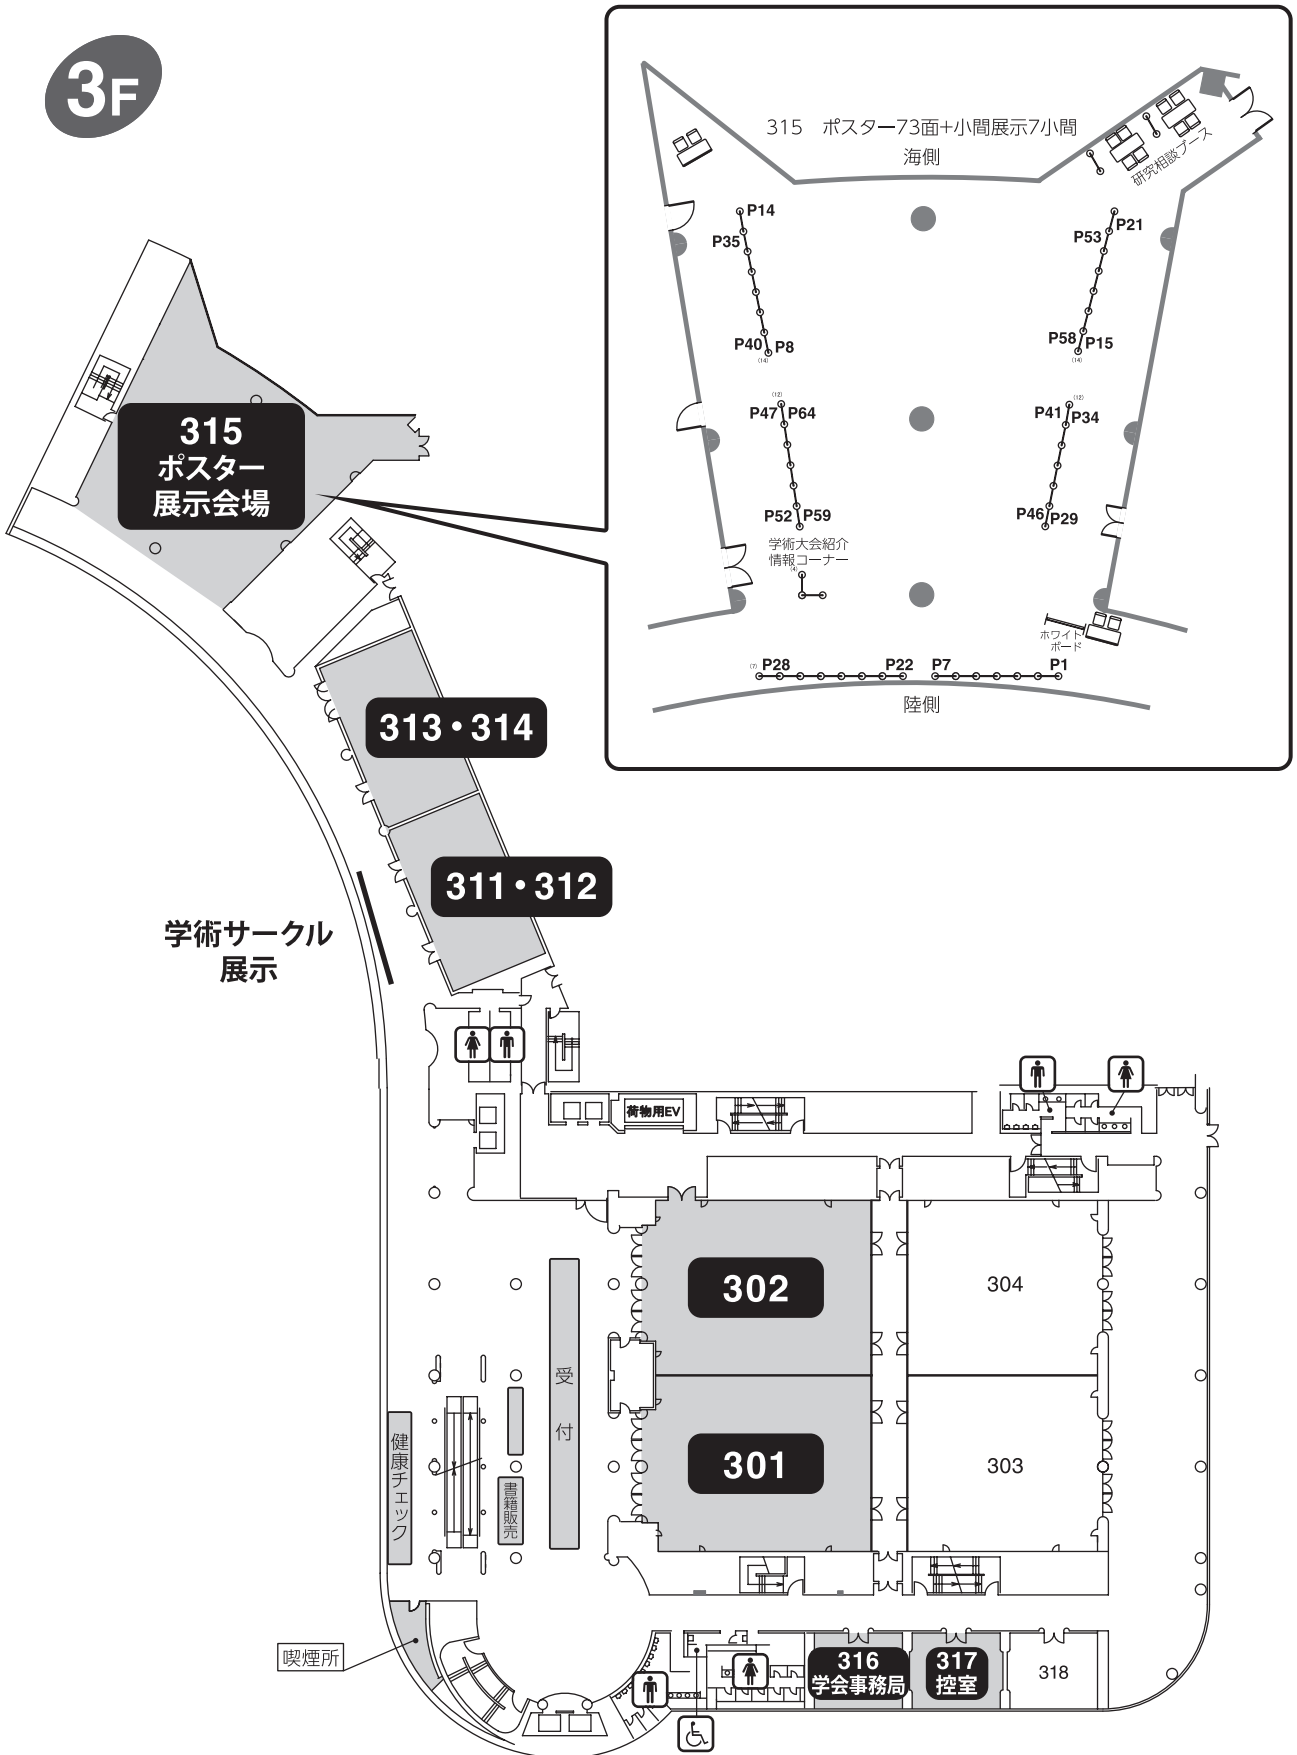 3F
315　ポスター73面+小間展示7小間
海側
研究相談ブース
P14
P35
P21
P53
P40 P8
(14)
P58 P15
(14)
(12)
P47 P64
(12)
P41 P34
P52 P59
P46 P29
学術大会紹介
情報コーナー
(4)
ホワイト
ボード
(7) P28 P22 P7 P1
陸側
315
ポスター
展示会場
313・314
311・312
学術サークル
展示
荷物用EV
302
304
受付
301
303
健康チェック
書籍販売
喫煙所
316
学会事務局
317
控室
318